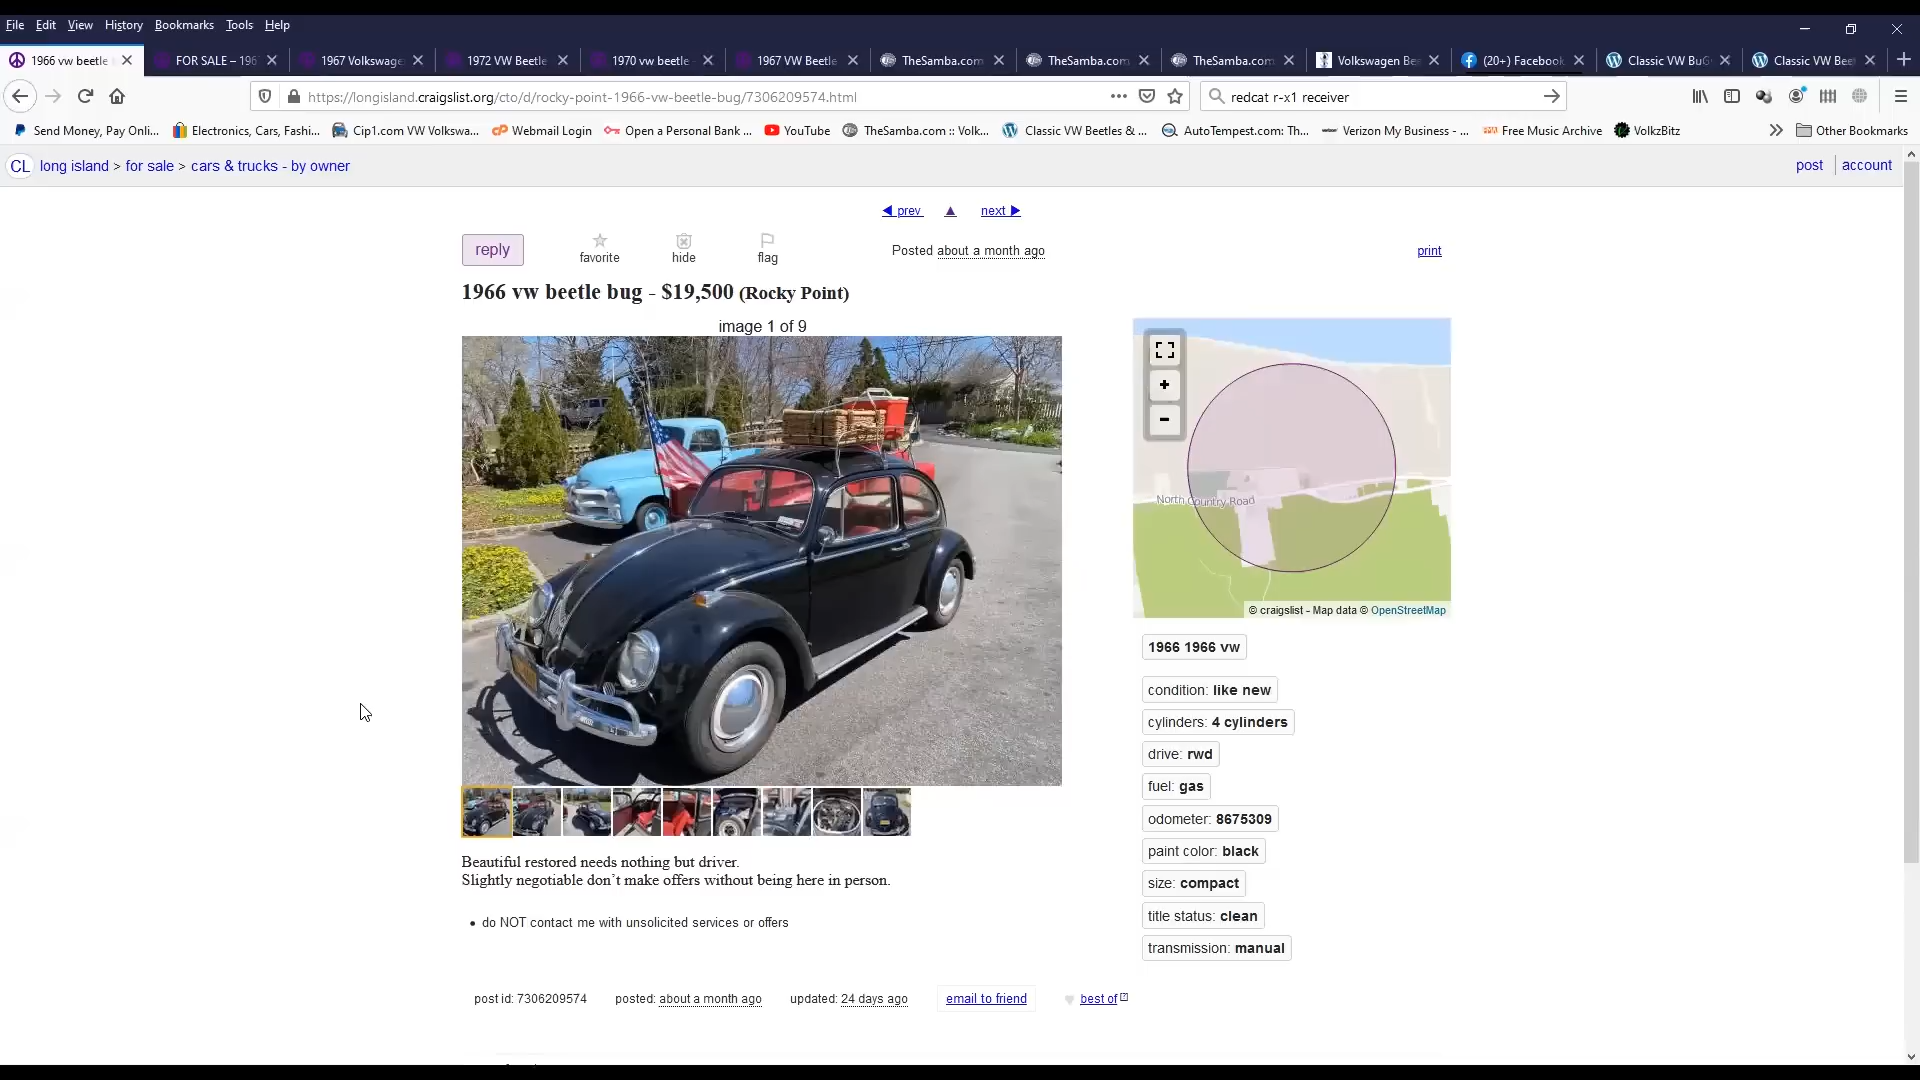 File Edit View History Bookmarks Tools Help
1966 vw beetle
FOR SALE – 196
1967 Volkswage
1972 VW Beetle
1970 vw beetle
1967 VW Beetle
TheSamba.com
TheSamba.com
TheSamba.com
Volkswagen Bee
(20+) Facebook
Classic VW BuG
Classic VW Beet
https://longisland.craigslist.org/cto/d/rocky-point-1966-vw-beetle-bug/7306209574.html
redcat r-x1 receiver
Send Money, Pay Onli...
Electronics, Cars, Fashi...
Cip1.com VW Volkswa...
Webmail Login
Open a Personal Bank ...
YouTube
TheSamba.com :: Volk...
Classic VW Beetles & ...
AutoTempest.com: Th...
Verizon My Business - ...
Free Music Archive
VolkzBitz
Other Bookmarks
CL long island > for sale > cars & trucks - by owner
post account
◀ prev ▲ next ▶
reply
favorite
hide
flag
Posted about a month ago
print
1966 vw beetle bug - $19,500 (Rocky Point)
image 1 of 9
+
-
North Country Road
© craigslist - Map data © OpenStreetMap
1966 1966 vw
condition: like new
cylinders: 4 cylinders
drive: rwd
fuel: gas
odometer: 8675309
paint color: black
size: compact
title status: clean
transmission: manual
Beautiful restored needs nothing but driver.
Slightly negotiable don’t make offers without being here in person.
• do NOT contact me with unsolicited services or offers
post id: 7306209574 posted: about a month ago updated: 24 days ago email to friend best of [?]